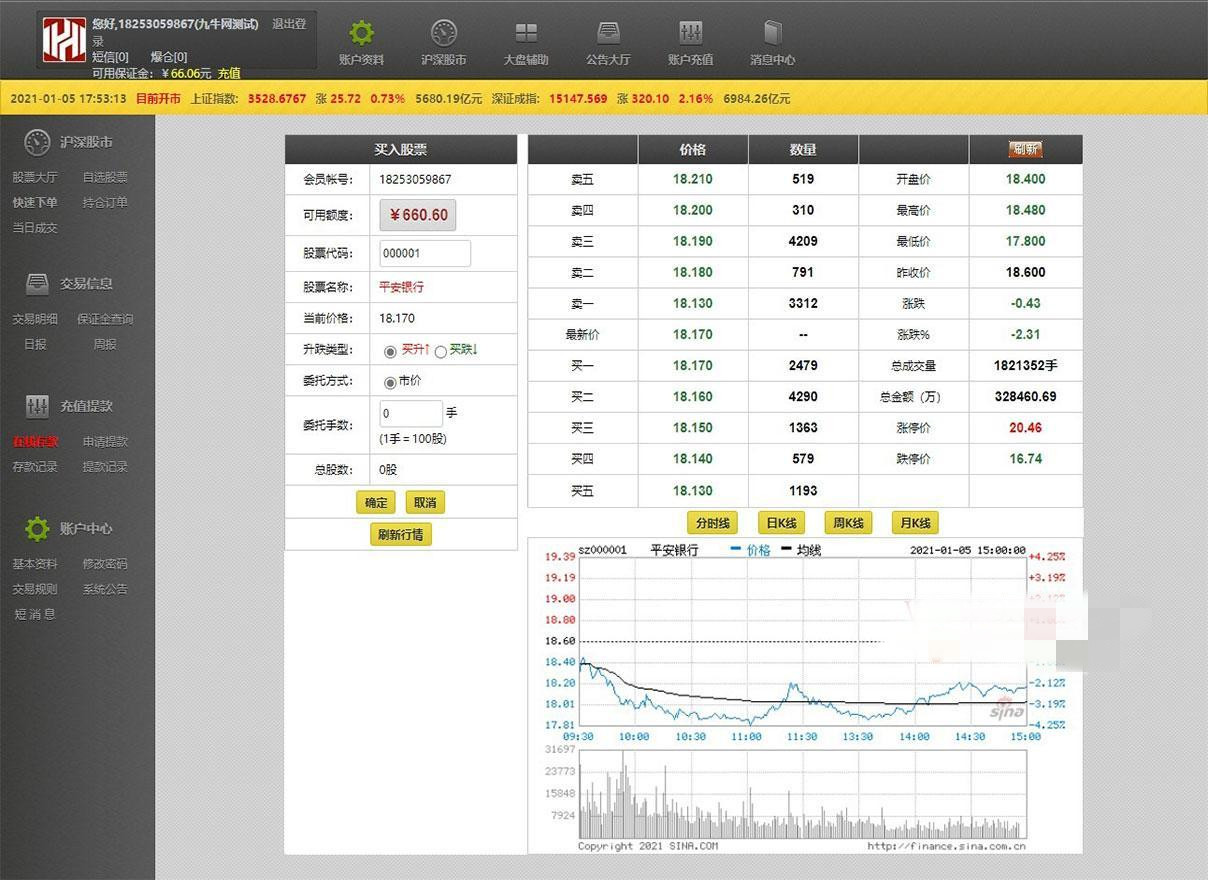 您好,18253059867(九牛网测试) 退出登
录
短信[0] 爆仓[0]
可用保证金：￥66.06元 充值
账户资料 沪深股市 大盘辅助 公告大厅 账户充值 消息中心
2021-01-05 17:53:13 目前开市 上证指数: 3528.6767 涨 25.72 0.73% 5680.19亿元 深证成指: 15147.569 涨 320.10 2.16% 6984.26亿元
沪深股市
股票大厅 自选股票
快速下单 持仓订单
当日成交
交易信息
交易明细 保证金查询
日报 周报
充值提款
在线存款 申请提款
存款记录 提款记录
账户中心
基本资料 修改密码
交易规则 系统公告
短消息
买入股票
会员帐号: 18253059867
可用额度: ￥660.60
股票代码: 000001
股票名称: 平安银行
当前价格: 18.170
升跌类型: 买升↑ 买跌↓
委托方式: 市价
委托手数: 0 手
(1手＝100股)
总股数: 0股
确定 取消
刷新行情
价格 数量 刷新
卖五 18.210 519 开盘价 18.400
卖四 18.200 310 最高价 18.480
卖三 18.190 4209 最低价 17.800
卖二 18.180 791 昨收价 18.600
卖一 18.130 3312 涨跌 -0.43
最新价 18.170 -- 涨跌% -2.31
买一 18.170 2479 总成交量 1821352手
买二 18.160 4290 总金额（万） 328460.69
买三 18.150 1363 涨停价 20.46
买四 18.140 579 跌停价 16.74
买五 18.130 1193
分时线 日K线 周K线 月K线
sz000001 平安银行 价格 均线 2021-01-05 15:00:00
19.39 +4.25%
19.19 +3.19%
19.00
18.80
18.60
18.40
18.20 -2.12%
18.01 -3.19%
17.81 -4.25%
sina
09:30 10:00 10:30 11:00 11:30 13:30 14:00 14:30 15:00
31697
23773
15848
7924
Copyright 2021 SINA.COM http://finance.sina.com.cn